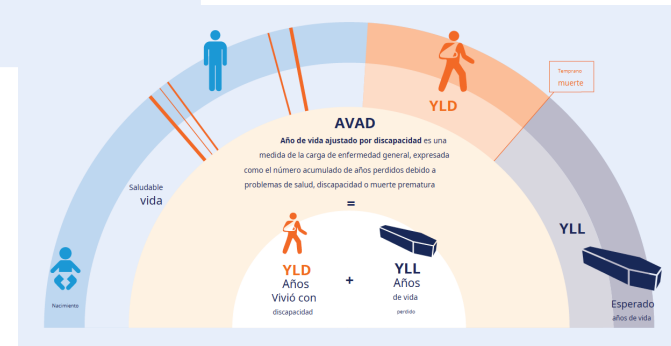 Temprano
muerte
YLD
AVAD
Año de vida ajustado por discapacidad es una
medida de la carga de enfermedad general, expresada
como el número acumulado de años perdidos debido a
problemas de salud, discapacidad o muerte prematura
=
Saludable
vida
YLL
YLD
Años
Vivió con
discapacidad
+
YLL
Años
de vida
perdido
Nacimiento
Esperado
años de vida